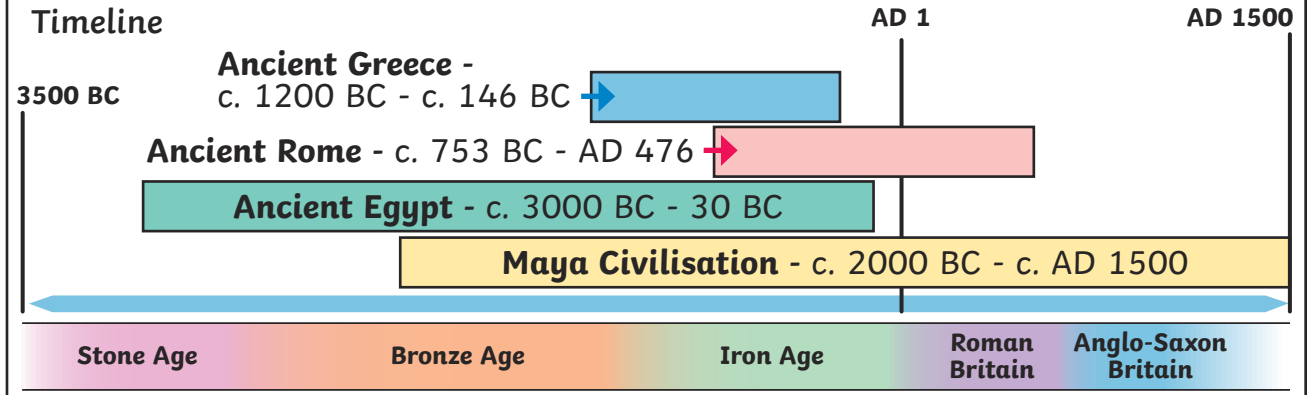 Timeline
AD 1
AD 1500
3500 BC
Ancient Greece -
c. 1200 BC - c. 146 BC
Ancient Rome - c. 753 BC - AD 476
Ancient Egypt - c. 3000 BC - 30 BC
Maya Civilisation - c. 2000 BC - c. AD 1500
Stone Age
Bronze Age
Iron Age
Roman
Britain
Anglo-Saxon
Britain